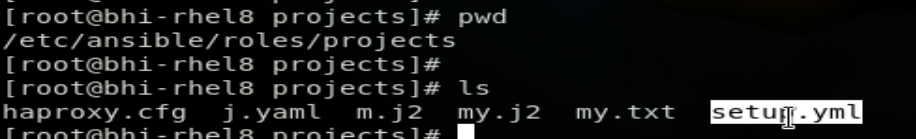 [root@bhi-rhel8 projects]# pwd
/etc/ansible/roles/projects
[root@bhi-rhel8 projects]#
[root@bhi-rhel8 projects]# ls
haproxy.cfg  j.yaml  m.j2  my.j2  my.txt  setup.yml
[root@bhi-rhel8 projects]#